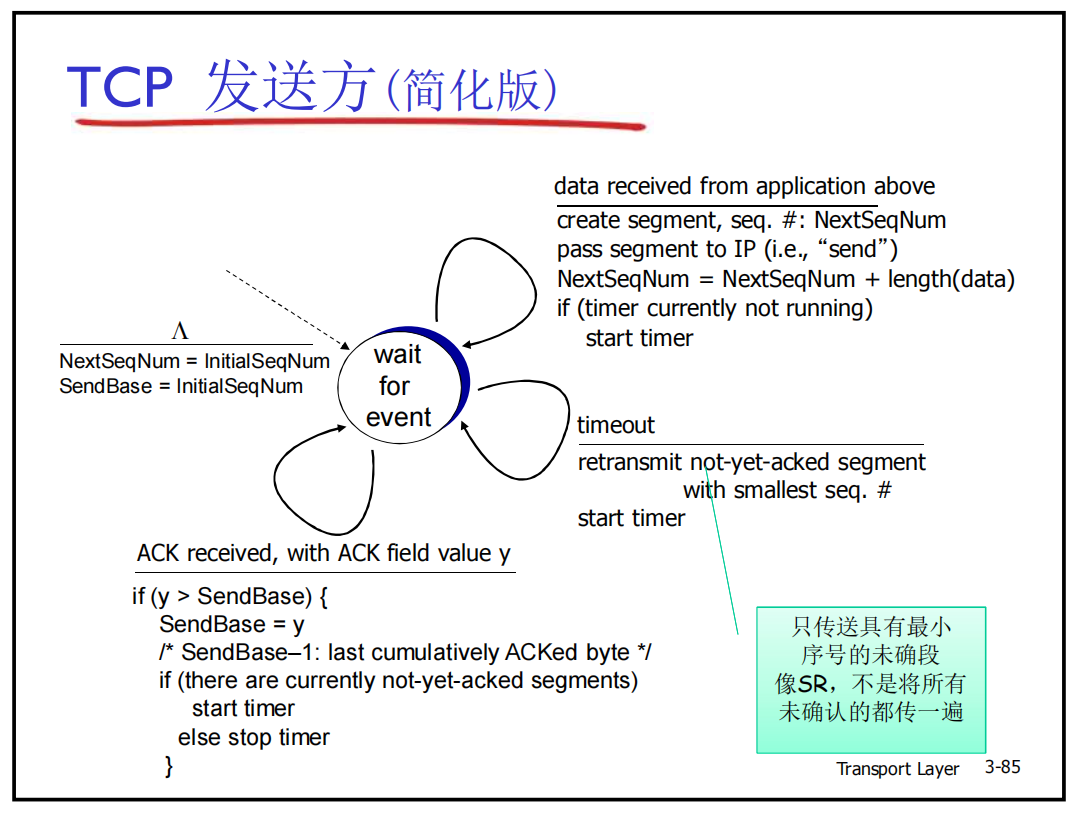 TCP 发送方(简化版)
data received from application above
create segment, seq. #: NextSeqNum
pass segment to IP (i.e., “send”)
NextSeqNum = NextSeqNum + length(data)
if (timer currently not running)
start timer
Λ
NextSeqNum = InitialSeqNum
SendBase = InitialSeqNum
wait
for
event
timeout
retransmit not-yet-acked segment
with smallest seq. #
start timer
ACK received, with ACK field value y
if (y > SendBase) {
SendBase = y
/* SendBase–1: last cumulatively ACKed byte */
if (there are currently not-yet-acked segments)
start timer
else stop timer
}
只传送具有最小
序号的未确段
像SR，不是将所有
未确认的都传一遍
Transport Layer 3-85